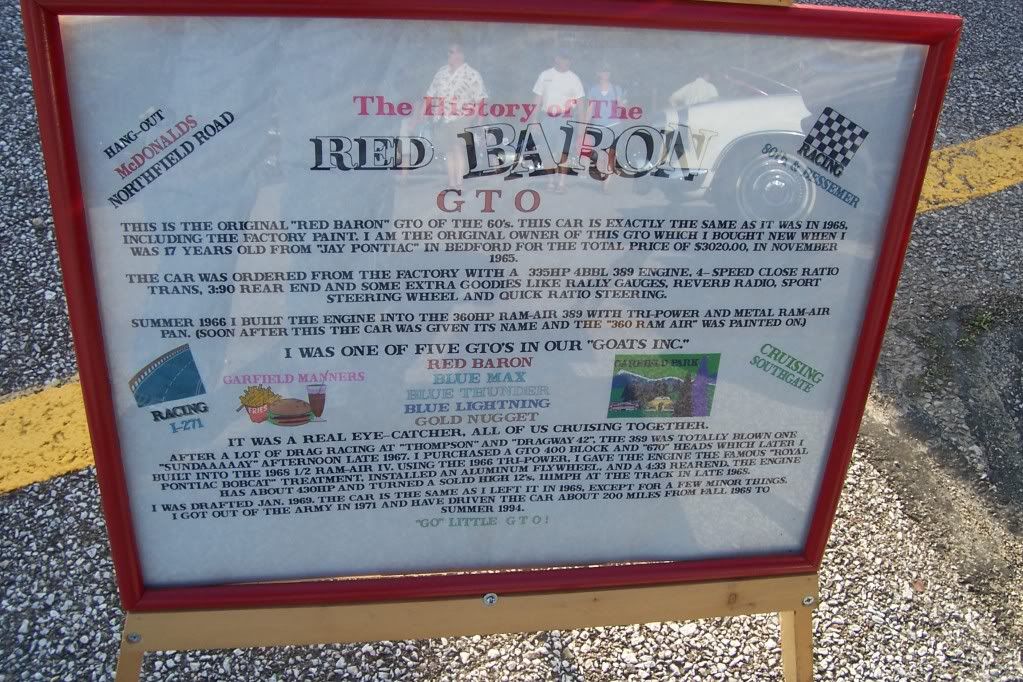 The History of The
RED BARON
GTO
HANG-OUT
McDONALDS
NORTHFIELD ROAD
RACING
80th & BESSEMER
THIS IS THE ORIGINAL "RED BARON" GTO OF THE 60's. THIS CAR IS EXACTLY THE SAME AS IT WAS IN 1968,
INCLUDING THE FACTORY PAINT. I AM THE ORIGINAL OWNER OF THIS GTO WHICH I BOUGHT NEW WHEN I
WAS 17 YEARS OLD FROM "JAY PONTIAC" IN BEDFORD FOR THE TOTAL PRICE OF $3020.00, IN NOVEMBER
1965.
THE CAR WAS ORDERED FROM THE FACTORY WITH A 335HP 4BBL 389 ENGINE, 4-SPEED CLOSE RATIO
TRANS, 3:90 REAR END AND SOME EXTRA GOODIES LIKE RALLY GAUGES, REVERB RADIO, SPORT
STEERING WHEEL AND QUICK RATIO STEERING.
SUMMER 1966 I BUILT THE ENGINE INTO THE 360HP RAM-AIR 389 WITH TRI-POWER AND METAL RAM-AIR
PAN. (SOON AFTER THIS THE CAR WAS GIVEN ITS NAME AND THE "360 RAM AIR" WAS PAINTED ON.)
I WAS ONE OF FIVE GTO'S IN OUR "GOATS INC."
RED BARON
BLUE MAX
BLUE THUNDER
BLUE LIGHTNING
GOLD NUGGET
RACING
I-271
GARFIELD MANNERS
FRIES
GARFIELD PARK
CRUISING
SOUTHGATE
IT WAS A REAL EYE-CATCHER, ALL OF US CRUISING TOGETHER.
AFTER A LOT OF DRAG RACING AT "THOMPSON" AND "DRAGWAY 42", THE 389 WAS TOTALLY BLOWN ONE
"SUNDAAAAAY" AFTERNOON LATE 1967. I PURCHASED A GTO 400 BLOCK AND "670" HEADS WHICH LATER I
BUILT INTO THE 1968 1/2 RAM-AIR IV, USING THE 1966 TRI-POWER, I GAVE THE ENGINE THE FAMOUS "ROYAL
PONTIAC BOBCAT" TREATMENT, INSTALLED AN ALUMINUM FLYWHEEL, AND A 4:33 REAREND. THE ENGINE
HAS ABOUT 430HP AND TURNED A SOLID HIGH 12's, 111MPH AT THE TRACK IN LATE 1968.
I WAS DRAFTED JAN. 1969. THE CAR IS THE SAME AS I LEFT IT IN 1968, EXCEPT FOR A FEW MINOR THINGS.
I GOT OUT OF THE ARMY IN 1971 AND HAVE DRIVEN THE CAR ABOUT 200 MILES FROM FALL 1968 TO
SUMMER 1994.
"GO" LITTLE GTO!